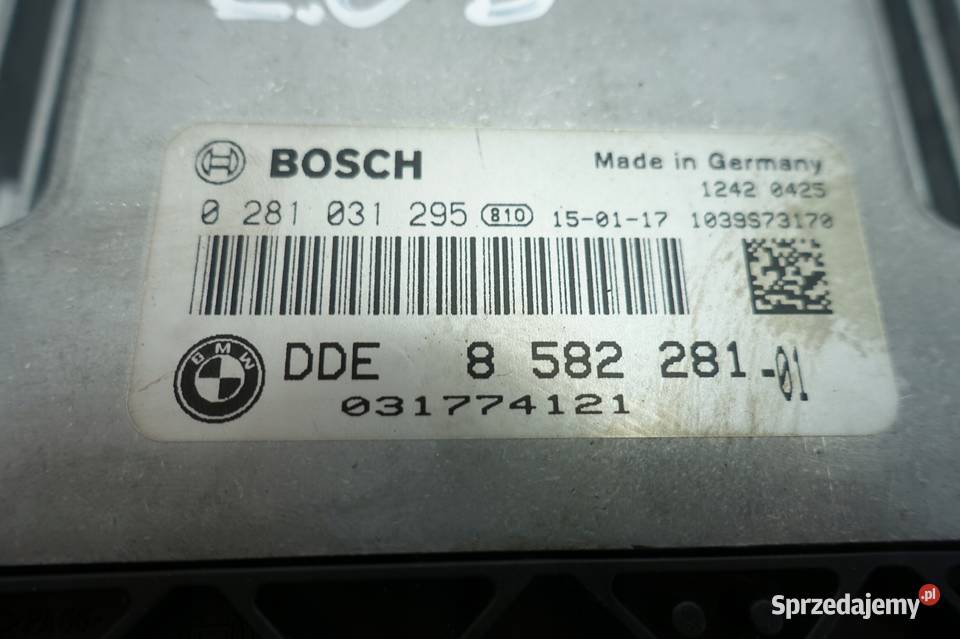 BOSCH
Made in Germany
1242 0425
0 281 031 295 810 15-01-17 1039S73170
BMW
DDE 8 582 281-01
031774121
Sprzedajemy.pl